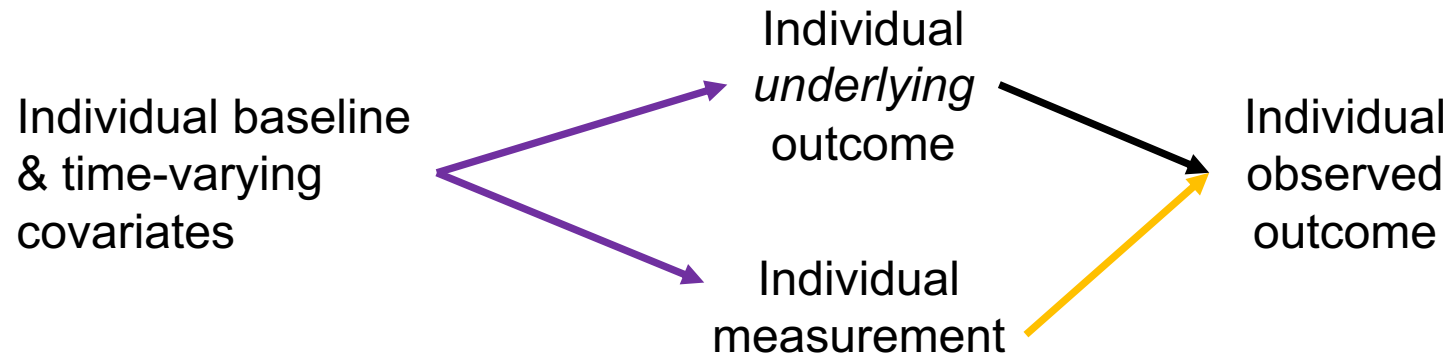 Individual baseline
& time-varying
covariates
Individual
underlying
outcome
Individual
measurement
Individual
observed
outcome